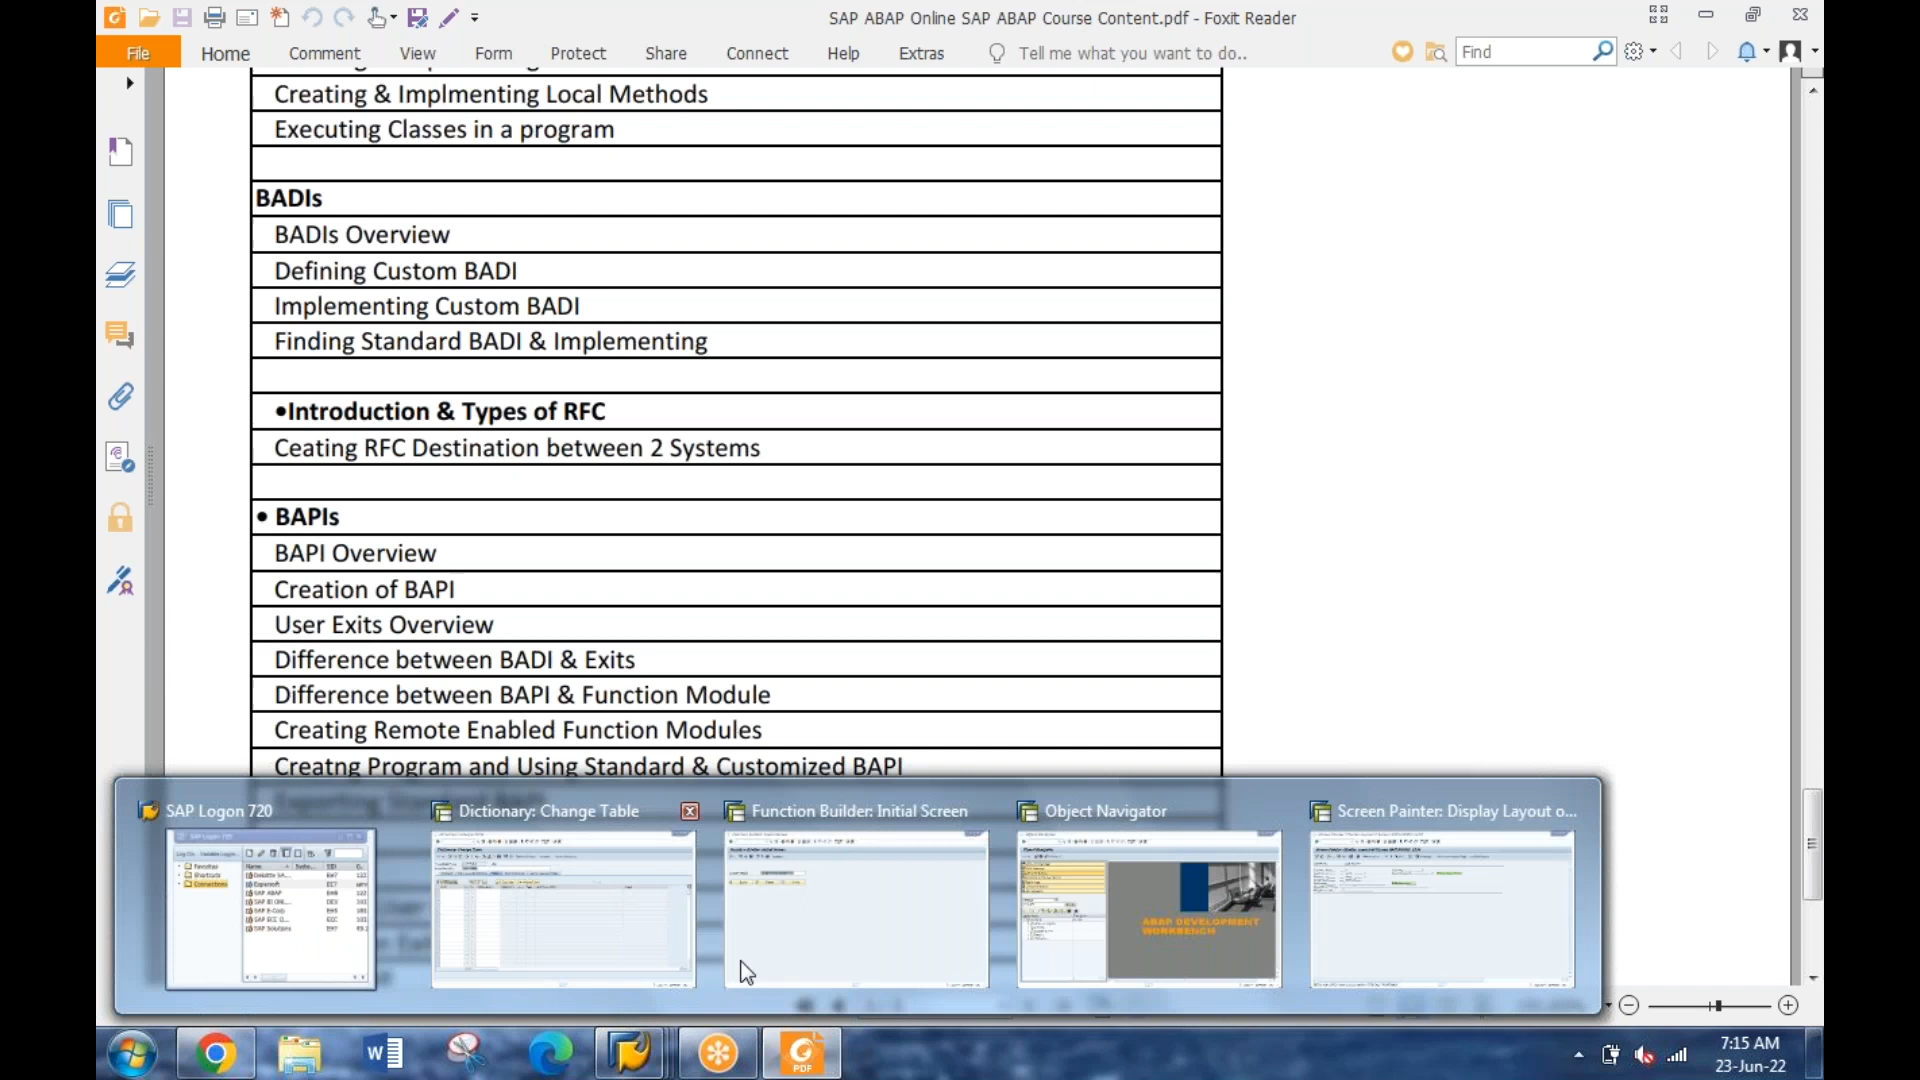 SAP ABAP Online SAP ABAP Course Content.pdf - Foxit Reader
File Home Comment View Form Protect Share Connect Help Extras Tell me what you want to do.. Find
Creating & Implmenting Local Methods
Executing Classes in a program
BADIs
BADIs Overview
Defining Custom BADI
Implementing Custom BADI
Finding Standard BADI & Implementing
•Introduction & Types of RFC
Ceating RFC Destination between 2 Systems
• BAPIs
BAPI Overview
Creation of BAPI
User Exits Overview
Difference between BADI & Exits
Difference between BAPI & Function Module
Creating Remote Enabled Function Modules
Creatng Program and Using Standard & Customized BAPI
SAP Logon 720 Dictionary: Change Table Function Builder: Initial Screen Object Navigator Screen Painter: Display Layout o...
ABAP DEVELOPMENT
WORKBENCH
PDF
7:15 AM
23-Jun-22